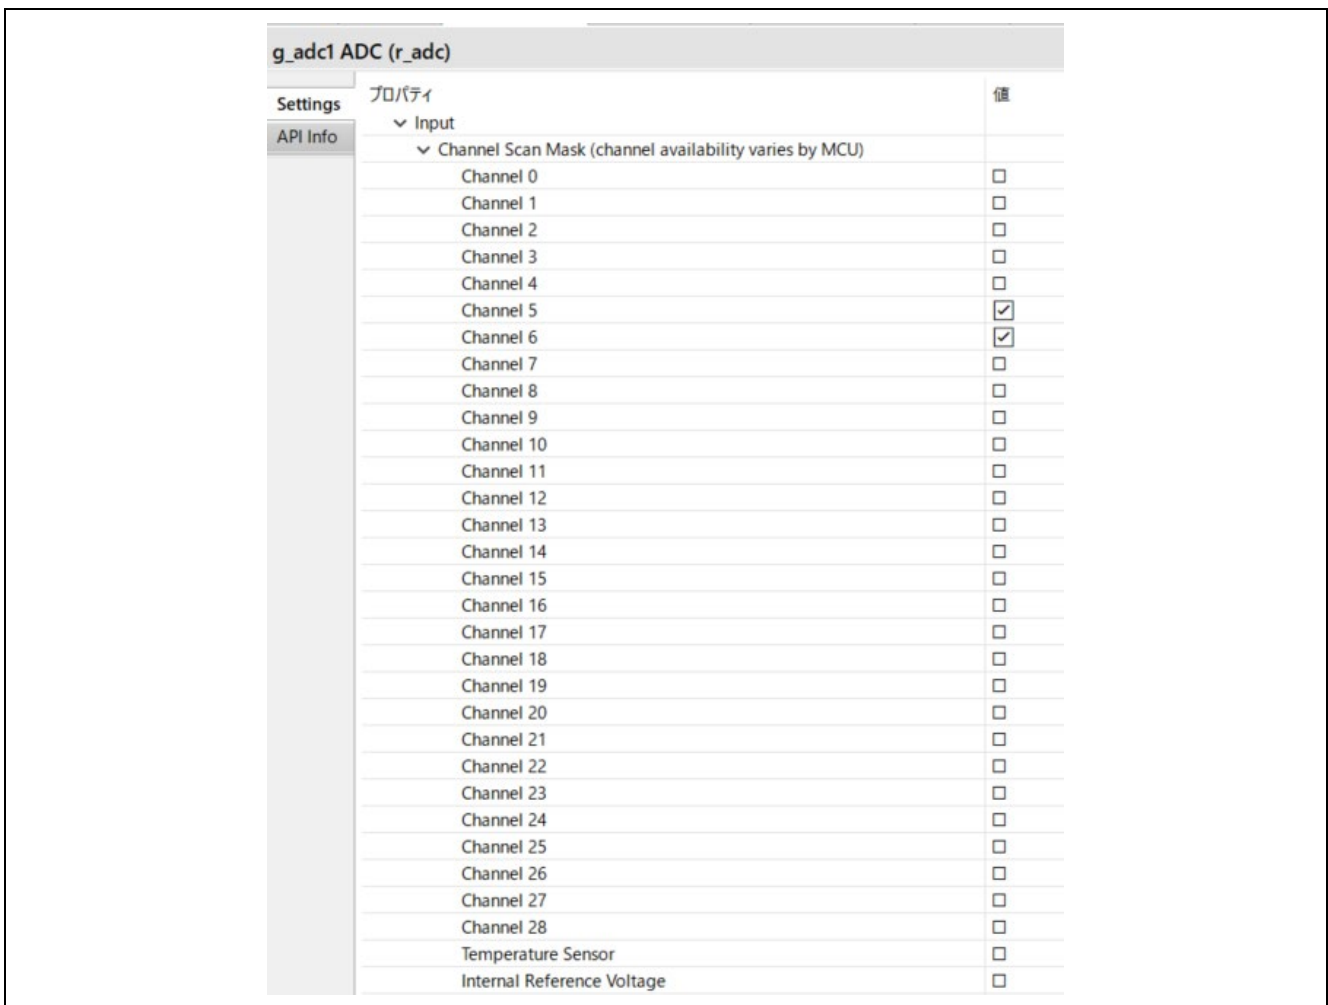 g_adc1 ADC (r_adc)
Settings
API Info
プロパティ 値
Input
Channel Scan Mask (channel availability varies by MCU)
Channel 0
Channel 1
Channel 2
Channel 3
Channel 4
Channel 5
Channel 6
Channel 7
Channel 8
Channel 9
Channel 10
Channel 11
Channel 12
Channel 13
Channel 14
Channel 15
Channel 16
Channel 17
Channel 18
Channel 19
Channel 20
Channel 21
Channel 22
Channel 23
Channel 24
Channel 25
Channel 26
Channel 27
Channel 28
Temperature Sensor
Internal Reference Voltage